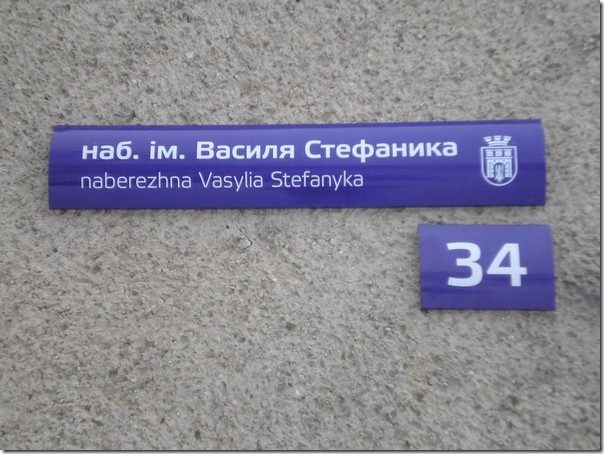 наб. ім. Василя Стефаника
naberezhna Vasylia Stefanyka
34